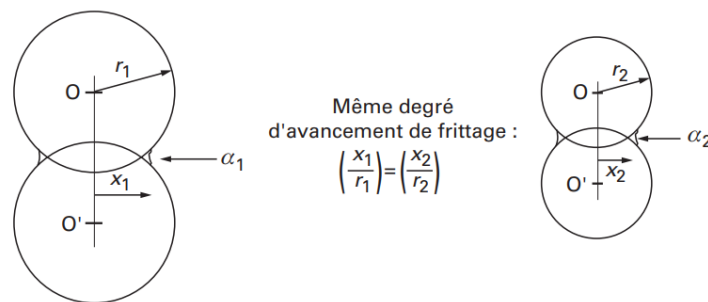 r₁
O
α₁
x₁
O'
Même degré
d'avancement de frittage :
(x₁/r₁)=(x₂/r₂)
r₂
O
α₂
x₂
O'